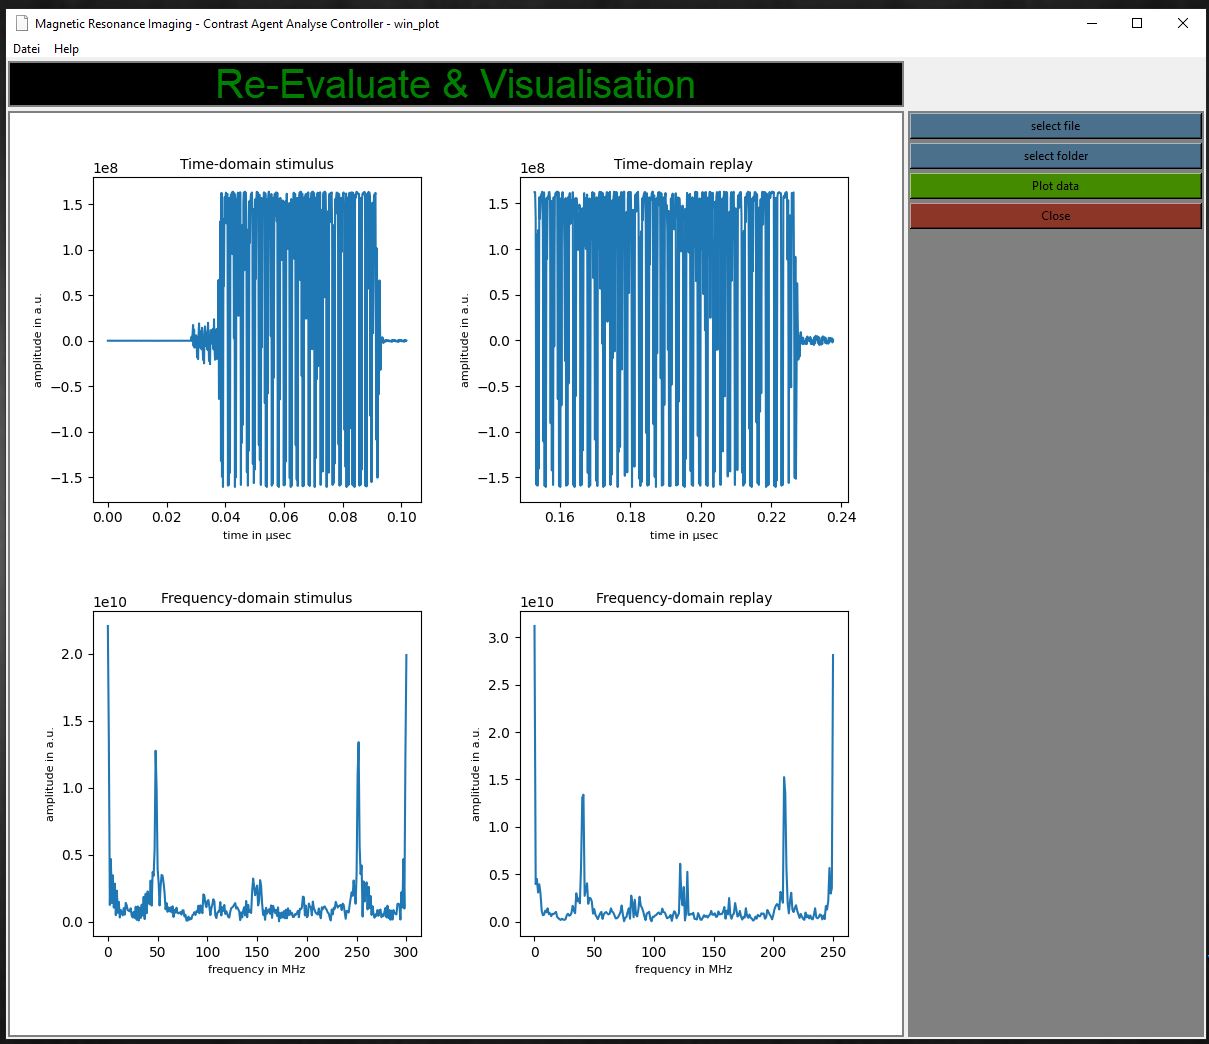 Magnetic Resonance Imaging - Contrast Agent Analyse Controller - win_plot
Datei Help
Re-Evaluate & Visualisation
select file
select folder
Plot data
Close
Time-domain stimulus
1e8
1.5
1.0
0.5
0.0
−0.5
−1.0
−1.5
amplitude in a.u.
0.00 0.02 0.04 0.06 0.08 0.10
time in μsec
Time-domain replay
1e8
1.5
1.0
0.5
0.0
−0.5
−1.0
−1.5
amplitude in a.u.
0.16 0.18 0.20 0.22 0.24
time in μsec
Frequency-domain stimulus
1e10
2.0
1.5
1.0
0.5
0.0
amplitude in a.u.
0 50 100 150 200 250 300
frequency in MHz
Frequency-domain replay
1e10
3.0
2.5
2.0
1.5
1.0
0.5
0.0
amplitude in a.u.
0 50 100 150 200 250
frequency in MHz